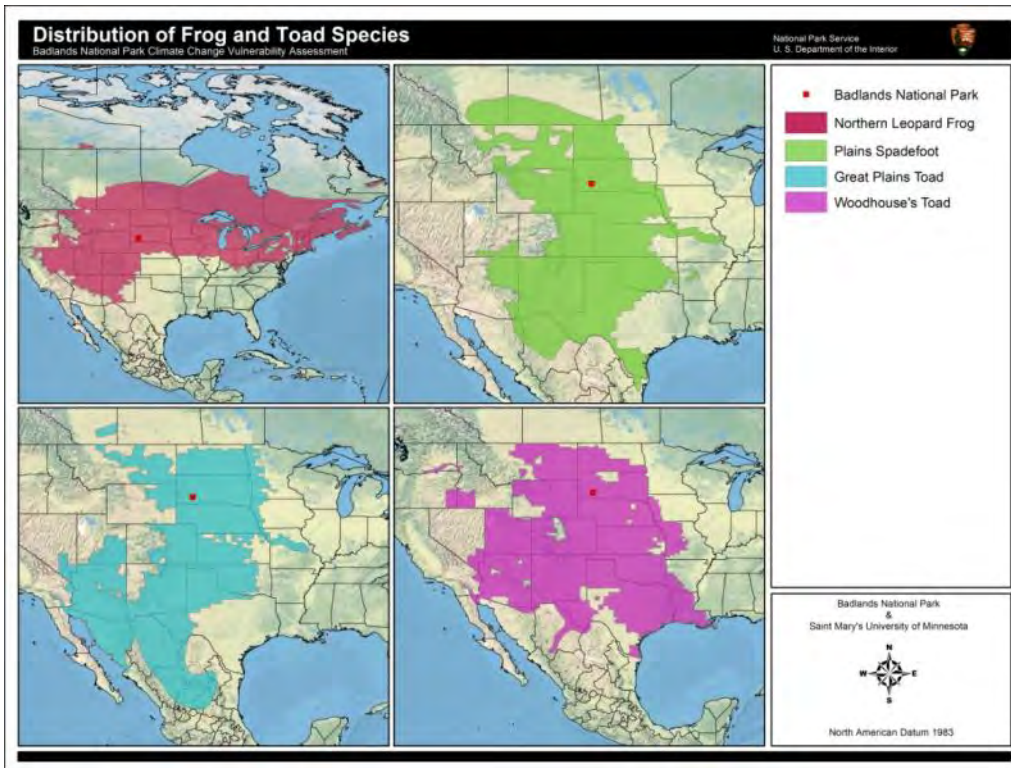 Distribution of Frog and Toad Species
Badlands National Park Climate Change Vulnerability Assessment
National Park Service
U. S. Department of the Interior
Badlands National Park
Northern Leopard Frog
Plains Spadefoot
Great Plains Toad
Woodhouse's Toad
Badlands National Park
&
Saint Mary's University of Minnesota
N
W E
S
North American Datum 1983